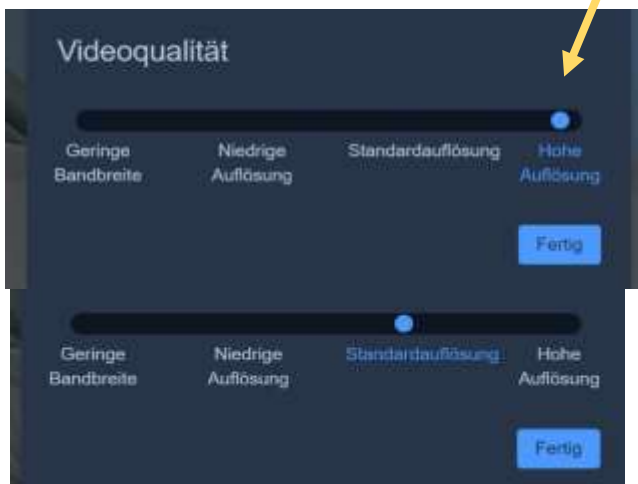 Videoqualität
Geringe Niedrige Standardauflösung Hohe
Bandbreite Auflösung Auflösung
Fertig
Geringe Niedrige Standardauflösung Hohe
Bandbreite Auflösung Auflösung
Fertig